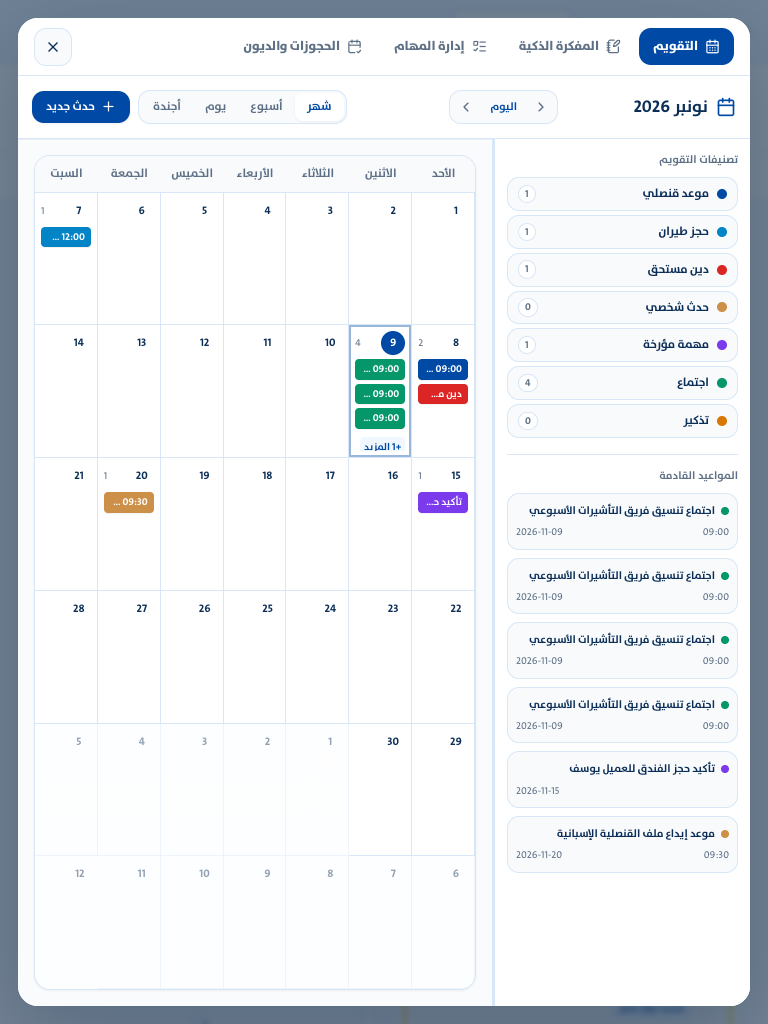 التقويم
المفكرة الذكية
إدارة المهام
الحجوزات والديون
نونبر 2026
اليوم
شهر
أسبوع
يوم
أجندة
حدث جديد
تصنيفات التقويم
موعد قنصلي 1
حجز طيران 1
دين مستحق 1
حدث شخصي 0
مهمة مؤرخة 1
اجتماع 4
تذكير 0
المواعيد القادمة
اجتماع تنسيق فريق التأشيرات الأسبوعي
09:00 2026-11-09
اجتماع تنسيق فريق التأشيرات الأسبوعي
09:00 2026-11-09
اجتماع تنسيق فريق التأشيرات الأسبوعي
09:00 2026-11-09
اجتماع تنسيق فريق التأشيرات الأسبوعي
09:00 2026-11-09
تأكيد حجز الفندق للعميل يوسف
2026-11-15
موعد إيداع ملف القنصلية الإسبانية
09:30 2026-11-20
الأحد الاثنين الثلاثاء الأربعاء الخميس الجمعة السبت
1 2 3 4 5 6 7 1
12:00 ...
8 2 9 4 10 11 12 13 14
09:00 ... 09:00 ...
دين م... 09:00 ...
09:00 ...
+1 المزيد
15 1 16 17 18 19 20 1 21
تأكيد ح... 09:30 ...
22 23 24 25 26 27 28
29 30 1 2 3 4 5
6 7 8 9 10 11 12